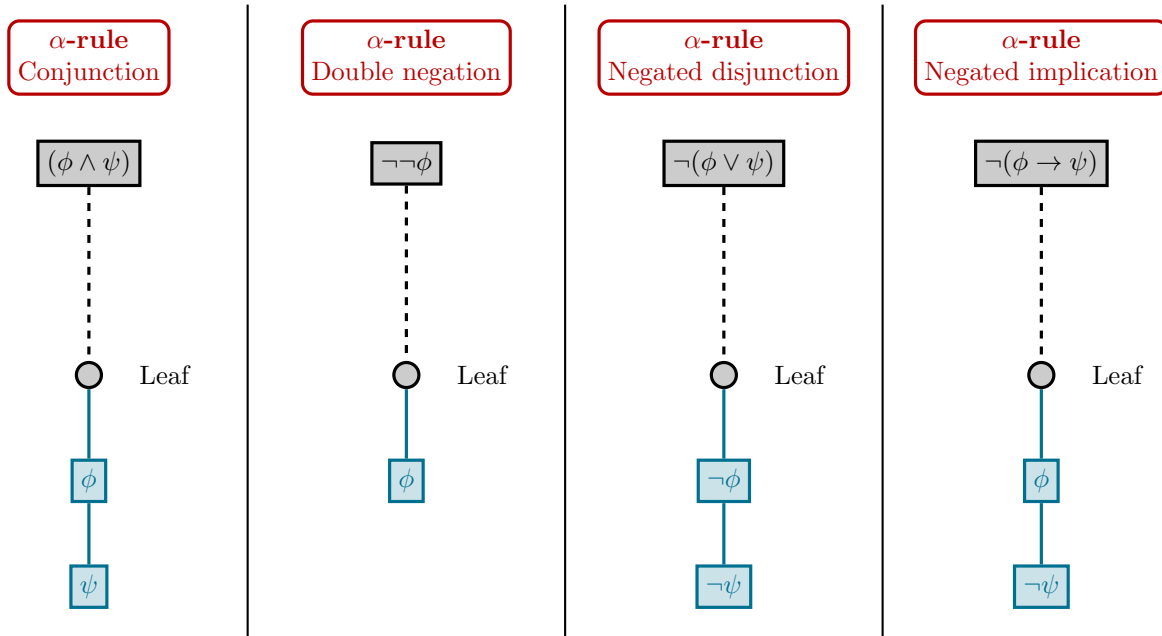 α-rule
Conjunction
(ϕ ∧ ψ)
Leaf
ϕ
ψ
α-rule
Double negation
¬¬ϕ
Leaf
ϕ
α-rule
Negated disjunction
¬(ϕ ∨ ψ)
Leaf
¬ϕ
¬ψ
α-rule
Negated implication
¬(ϕ → ψ)
Leaf
ϕ
¬ψ